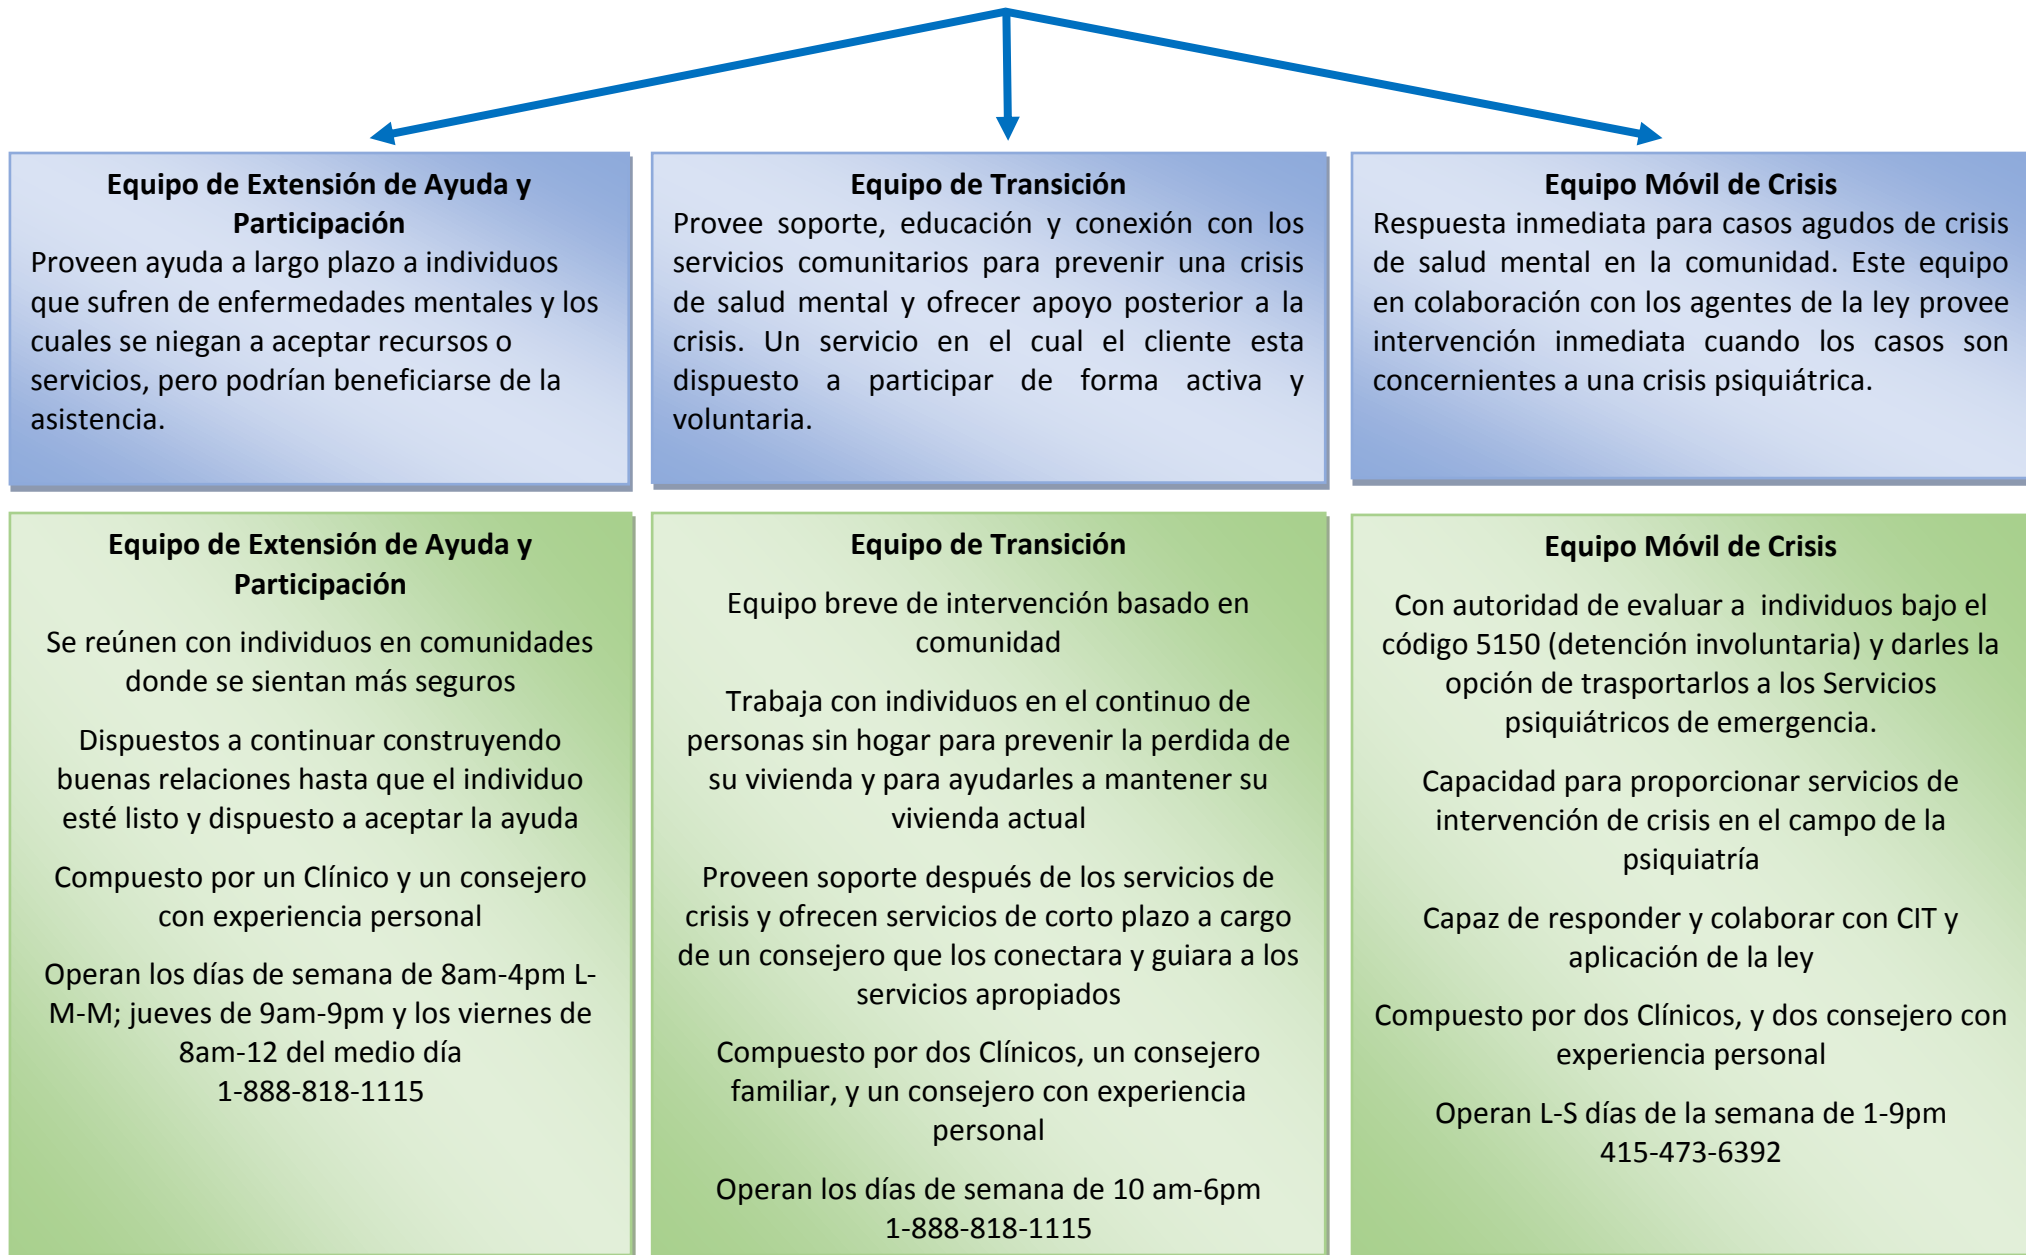 Equipo de Extensión de Ayuda y
Participación
Proveen ayuda a largo plazo a individuos
que sufren de enfermedades mentales y los
cuales se niegan a aceptar recursos o
servicios, pero podrían beneficiarse de la
asistencia.
Equipo de Transición
Provee soporte, educación y conexión con los
servicios comunitarios para prevenir una crisis
de salud mental y ofrecer apoyo posterior a la
crisis. Un servicio en el cual el cliente esta
dispuesto a participar de forma activa y
voluntaria.
Equipo Móvil de Crisis
Respuesta inmediata para casos agudos de crisis
de salud mental en la comunidad. Este equipo
en colaboración con los agentes de la ley provee
intervención inmediata cuando los casos son
concernientes a una crisis psiquiátrica.
Equipo de Extensión de Ayuda y
Participación
Se reúnen con individuos en comunidades
donde se sientan más seguros
Dispuestos a continuar construyendo
buenas relaciones hasta que el individuo
esté listo y dispuesto a aceptar la ayuda
Compuesto por un Clínico y un consejero
con experiencia personal
Operan los días de semana de 8am-4pm L-
M-M; jueves de 9am-9pm y los viernes de
8am-12 del medio día
1-888-818-1115
Equipo de Transición
Equipo breve de intervención basado en
comunidad
Trabaja con individuos en el continuo de
personas sin hogar para prevenir la perdida de
su vivienda y para ayudarles a mantener su
vivienda actual
Proveen soporte después de los servicios de
crisis y ofrecen servicios de corto plazo a cargo
de un consejero que los conectara y guiara a los
servicios apropiados
Compuesto por dos Clínicos, un consejero
familiar, y un consejero con experiencia
personal
Operan los días de semana de 10 am-6pm
1-888-818-1115
Equipo Móvil de Crisis
Con autoridad de evaluar a  individuos bajo el
código 5150 (detención involuntaria) y darles la
opción de trasportarlos a los Servicios
psiquiátricos de emergencia.
Capacidad para proporcionar servicios de
intervención de crisis en el campo de la
psiquiatría
Capaz de responder y colaborar con CIT y
aplicación de la ley
Compuesto por dos Clínicos, y dos consejero con
experiencia personal
Operan L-S días de la semana de 1-9pm
415-473-6392